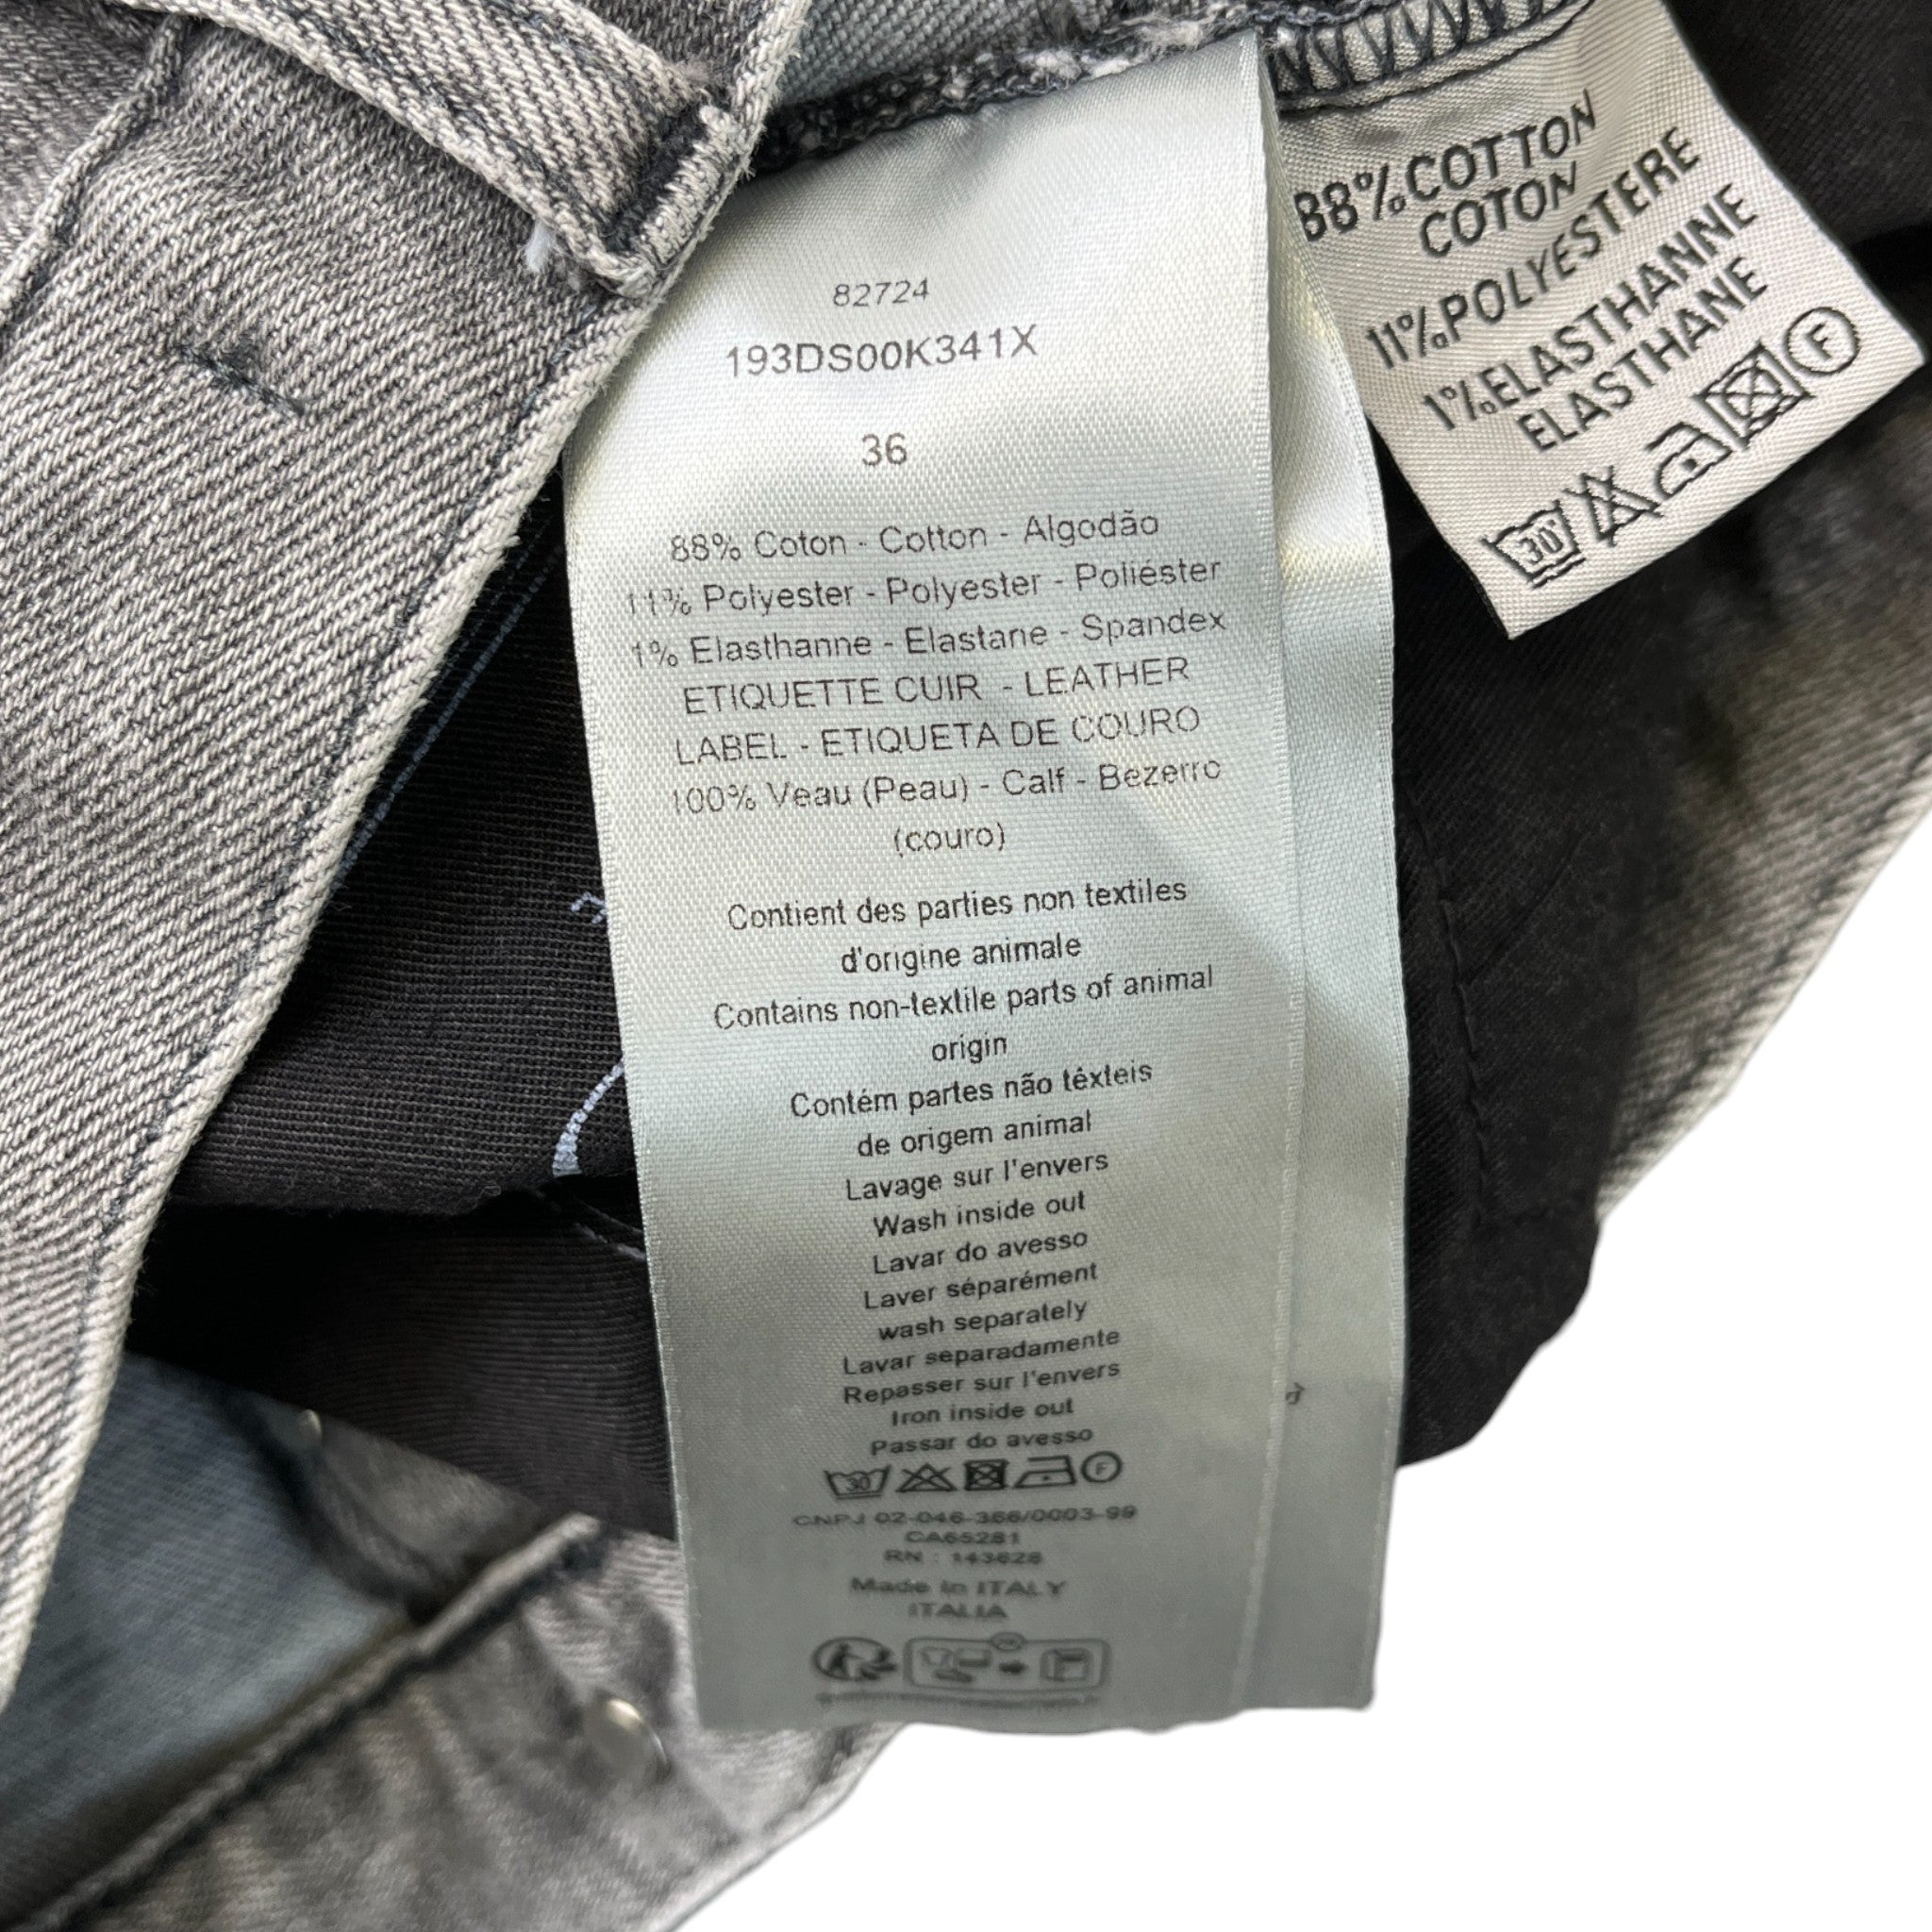 82724
193DS00K341X
36
88% Coton - Cotton - Algodão
11% Polyester - Polyester - Poliéster
1% Elasthanne - Elastane - Spandex
ETIQUETTE CUIR - LEATHER
LABEL - ETIQUETA DE COURO
100% Veau (Peau) - Calf - Bezerro
(couro)
Contient des parties non textiles
d'origine animale
Contains non-textile parts of animal
origin
Contém partes não têxteis
de origem animal
Lavage sur l'envers
Wash inside out
Lavar do avesso
Laver séparément
wash separately
Lavar separadamente
Repasser sur l'envers
Iron inside out
Passar do avesso
30 F
CNPJ 02-046-366/0003-99
CA65281
RN : 143628
Made in ITALY
ITALIA
88% COTTON
COTON
11% POLYESTERE
1% ELASTHANNE
ELASTHANE
30° F